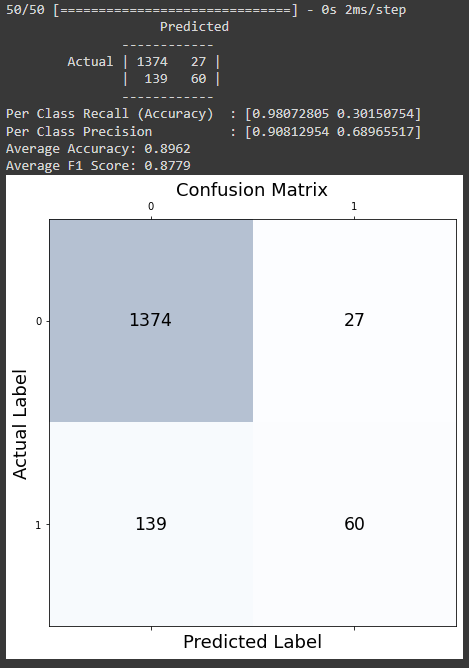 50/50 [==============================] - 0s 2ms/step
Predicted
------------
Actual | 1374 27 |
| 139 60 |
------------
Per Class Recall (Accuracy) : [0.98072805 0.30150754]
Per Class Precision : [0.90812954 0.68965517]
Average Accuracy: 0.8962
Average F1 Score: 0.8779
Confusion Matrix
0 1
0 1374 27
1 139 60
Actual Label
Predicted Label